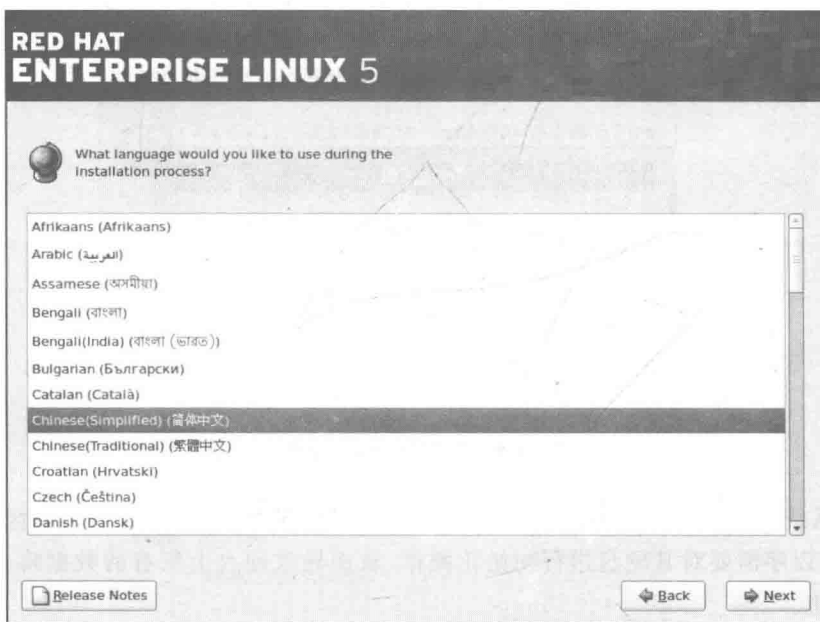 RED HAT
ENTERPRISE LINUX 5
What language would you like to use during the
installation process?
Afrikaans (Afrikaans)
Arabic (العربية)
Assamese (অসমীয়া)
Bengali (বাংলা)
Bengali(India) (বাংলা (ভারত))
Bulgarian (Български)
Catalan (Català)
Chinese(Simplified) (简体中文)
Chinese(Traditional) (繁體中文)
Croatian (Hrvatski)
Czech (Čeština)
Danish (Dansk)
Release Notes
Back
Next